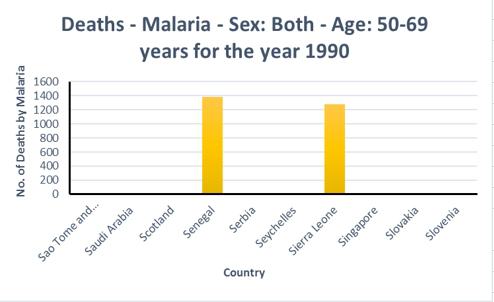 Deaths - Malaria - Sex: Both - Age: 50-69
years for the year 1990
No. of Deaths by Malaria
1600
1400
1200
1000
800
600
400
200
0
Sao Tome and...
Saudi Arabia
Scotland
Senegal
Serbia
Seychelles
Sierra Leone
Singapore
Slovakia
Slovenia
Country